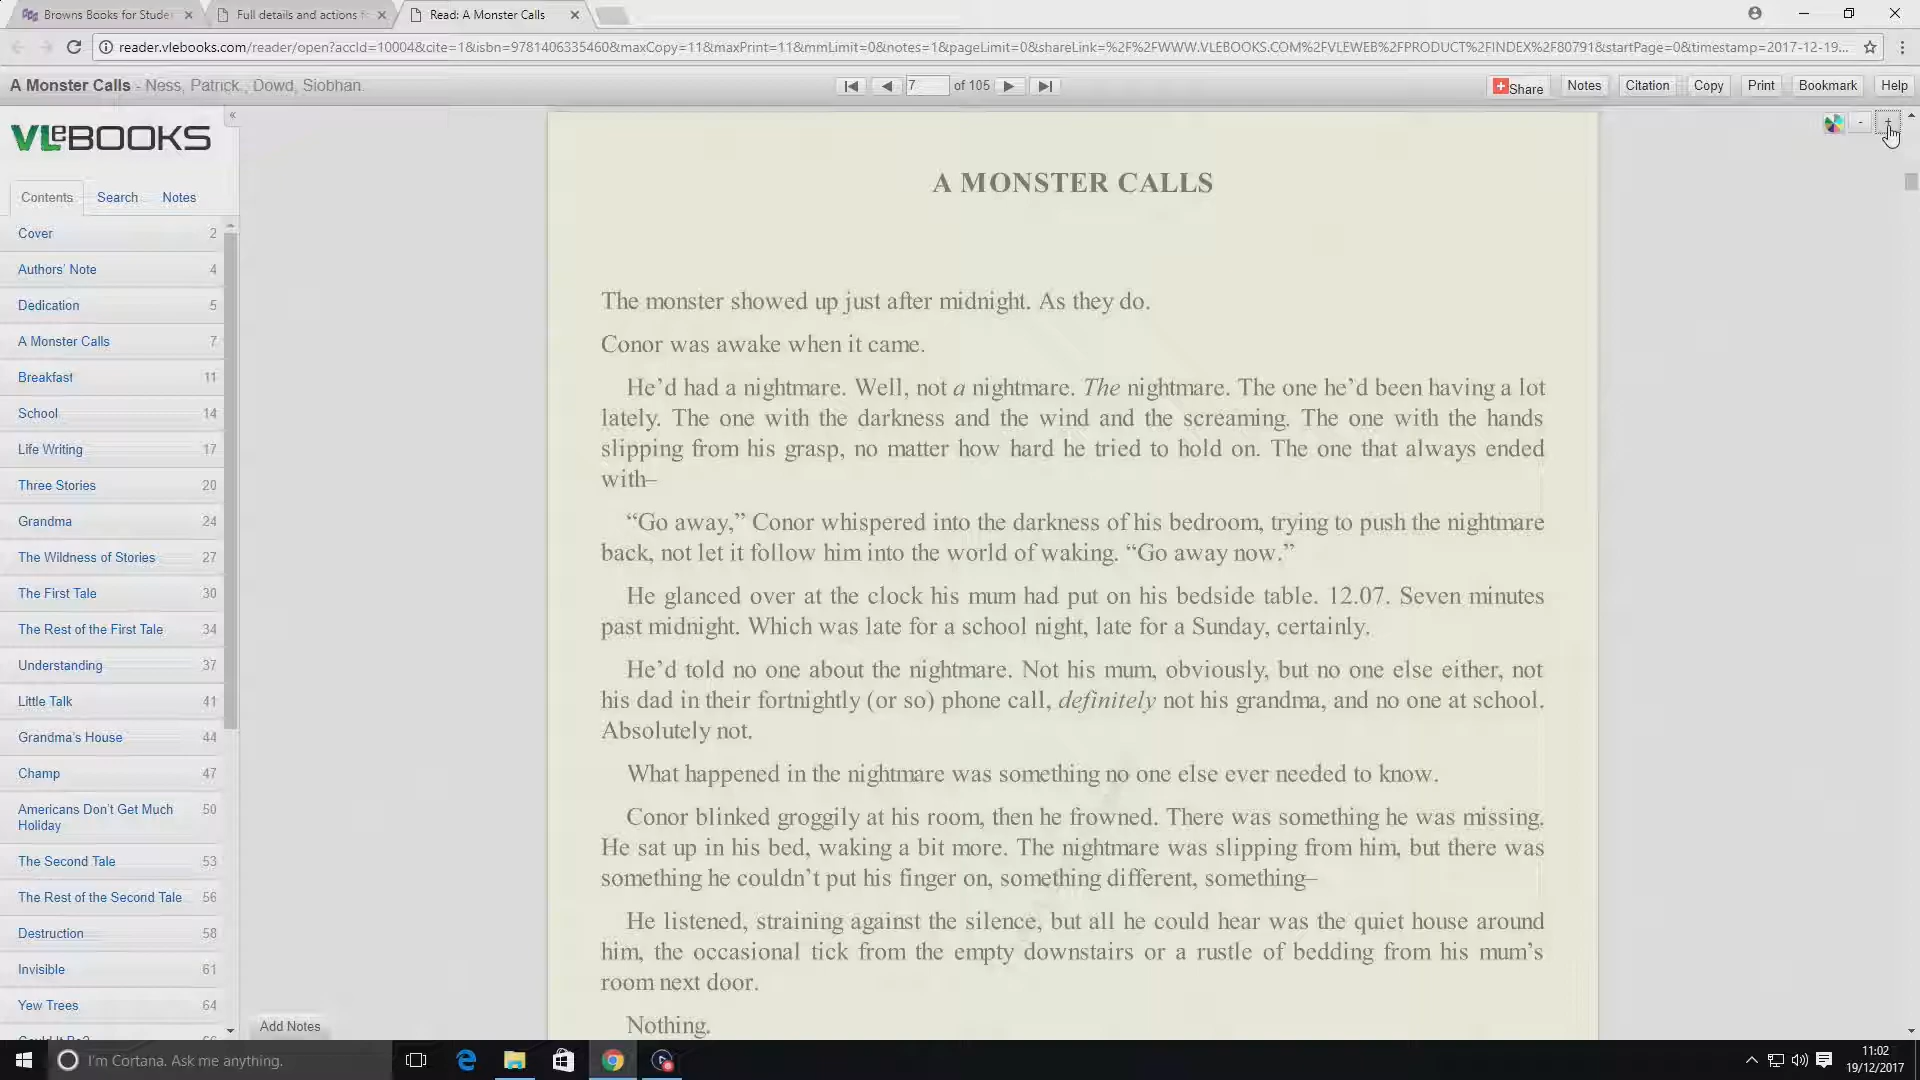 Browns Books for Stude
Full details and actions f
Read: A Monster Calls
reader.vlebooks.com/reader/open?accId=10004&cite=1&isbn=9781406335460&maxCopy=11&maxPrint=11&mmLimit=0&notes=1&pageLimit=0&shareLink=%2F%2FWWW.VLEBOOKS.COM%2FVLEWEB%2FPRODUCT%2FINDEX%2F80791&startPage=0&timestamp=2017-12-19...
A Monster Calls - Ness, Patrick., Dowd, Siobhan.
7 of 105
Share Notes Citation Copy Print Bookmark Help
VLeBOOKS
- +
Contents Search Notes
Cover 2
Authors' Note 4
Dedication 5
A Monster Calls 7
Breakfast 11
School 14
Life Writing 17
Three Stories 20
Grandma 24
The Wildness of Stories 27
The First Tale 30
The Rest of the First Tale 34
Understanding 37
Little Talk 41
Grandma's House 44
Champ 47
Americans Don't Get Much 50
Holiday
The Second Tale 53
The Rest of the Second Tale 56
Destruction 58
Invisible 61
Yew Trees 64
A MONSTER CALLS
The monster showed up just after midnight. As they do.
Conor was awake when it came.
He’d had a nightmare. Well, not a nightmare. The nightmare. The one he’d been having a lot
lately. The one with the darkness and the wind and the screaming. The one with the hands
slipping from his grasp, no matter how hard he tried to hold on. The one that always ended
with–
“Go away,” Conor whispered into the darkness of his bedroom, trying to push the nightmare
back, not let it follow him into the world of waking. “Go away now.”
He glanced over at the clock his mum had put on his bedside table. 12.07. Seven minutes
past midnight. Which was late for a school night, late for a Sunday, certainly.
He’d told no one about the nightmare. Not his mum, obviously, but no one else either, not
his dad in their fortnightly (or so) phone call, definitely not his grandma, and no one at school.
Absolutely not.
What happened in the nightmare was something no one else ever needed to know.
Conor blinked groggily at his room, then he frowned. There was something he was missing.
He sat up in his bed, waking a bit more. The nightmare was slipping from him, but there was
something he couldn’t put his finger on, something different, something–
He listened, straining against the silence, but all he could hear was the quiet house around
him, the occasional tick from the empty downstairs or a rustle of bedding from his mum’s
room next door.
Nothing.
Add Notes
I'm Cortana. Ask me anything.
11:02
19/12/2017